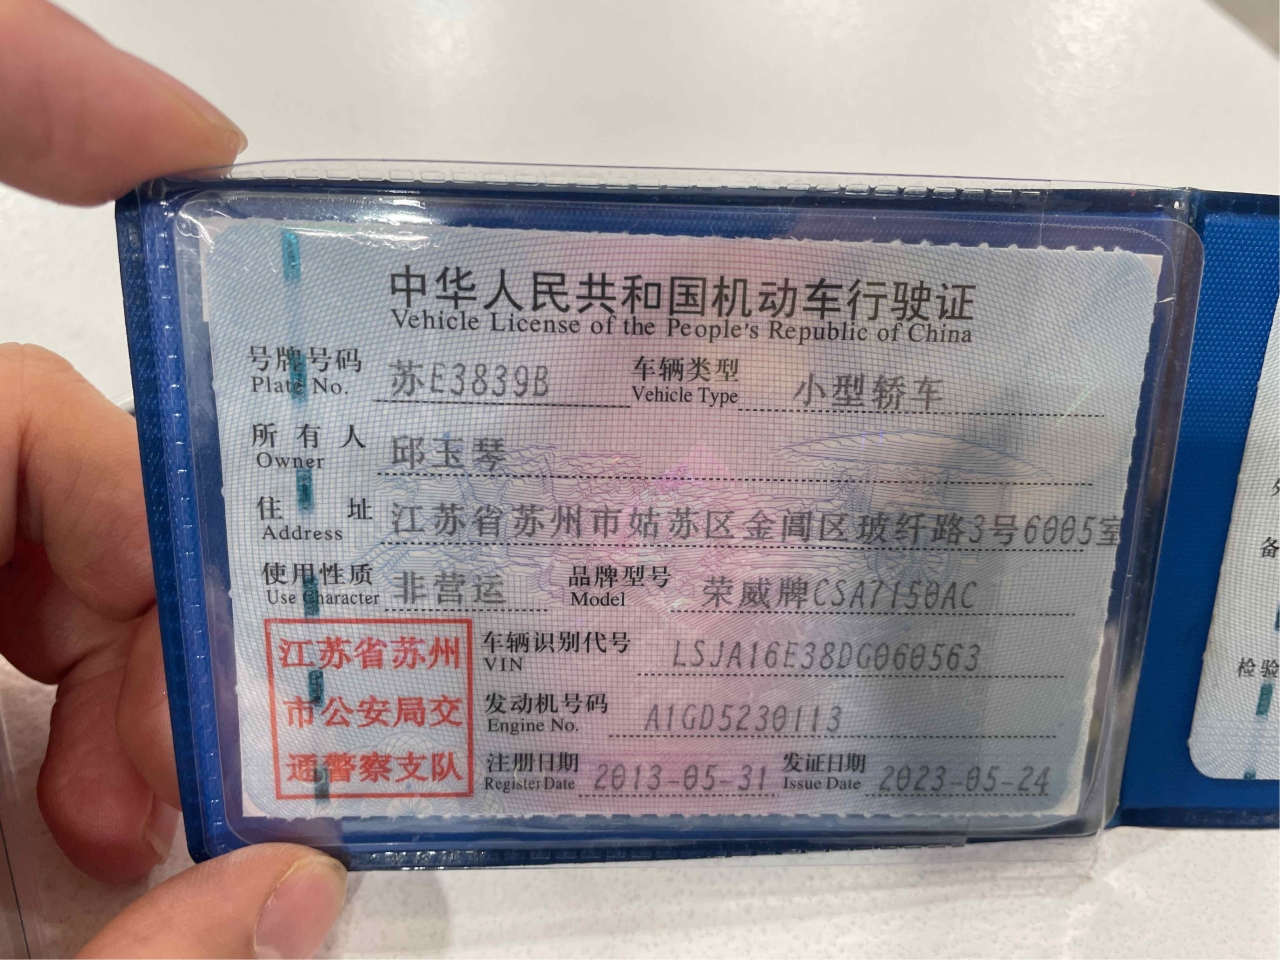 中华人民共和国机动车行驶证
Vehicle License of the People's Republic of China
号牌号码 苏E3839B 车辆类型 小型轿车
Plate No. Vehicle Type
所有人 邱玉琴
Owner
住址 江苏省苏州市姑苏区金阊区玻纤路3号6005室
Address
使用性质 非营运 品牌型号 荣威牌CSA7150AC
Use Character Model
江苏省苏州
市公安局交
通警察支队
车辆识别代号 LSJA16E38DG060563
VIN
发动机号码 A1GD5230113
Engine No.
注册日期 2013-05-31 发证日期 2023-05-24
Register Date Issue Date
备
检验